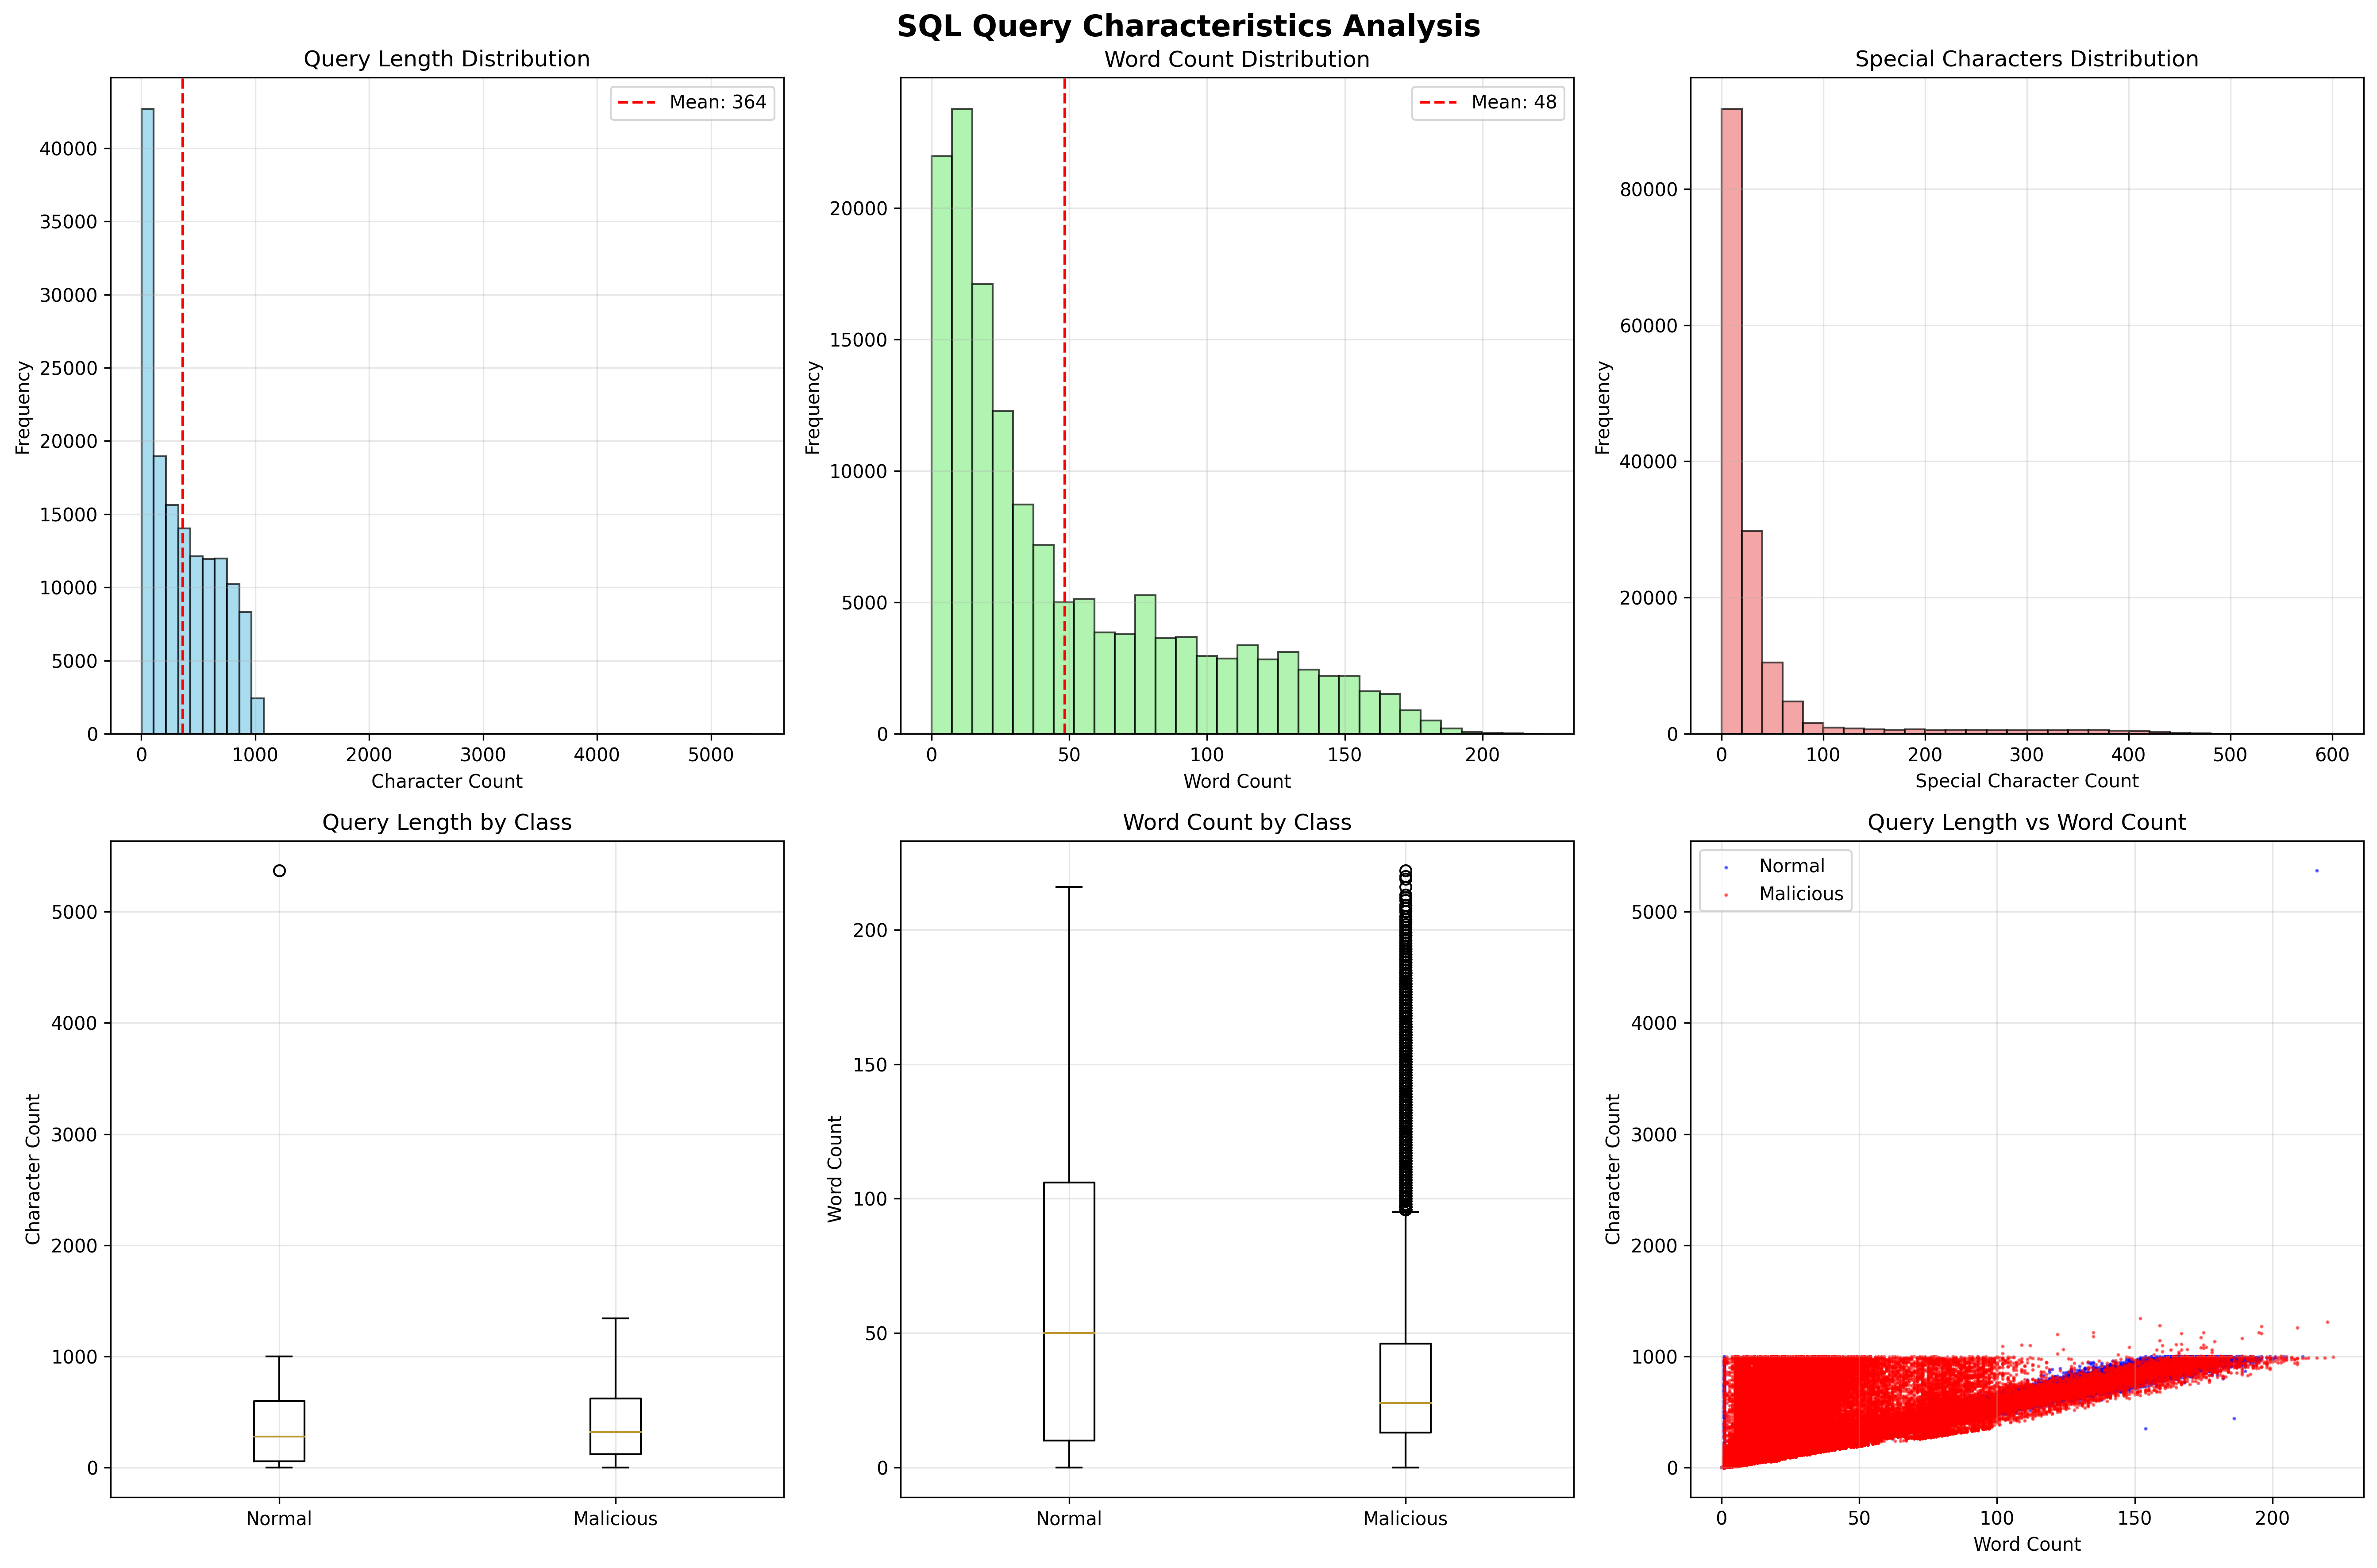 SQL Query Characteristics Analysis
Query Length Distribution
Mean: 364
Frequency
40000
35000
30000
25000
20000
15000
10000
5000
0
0 1000 2000 3000 4000 5000
Character Count
Word Count Distribution
Mean: 48
Frequency
20000
15000
10000
5000
0
0 50 100 150 200
Word Count
Special Characters Distribution
Frequency
80000
60000
40000
20000
0
0 100 200 300 400 500 600
Special Character Count
Query Length by Class
Character Count
5000
4000
3000
2000
1000
0
Normal Malicious
Word Count by Class
Word Count
200
150
100
50
0
Normal Malicious
Query Length vs Word Count
Normal
Malicious
Character Count
5000
4000
3000
2000
1000
0
0 50 100 150 200
Word Count